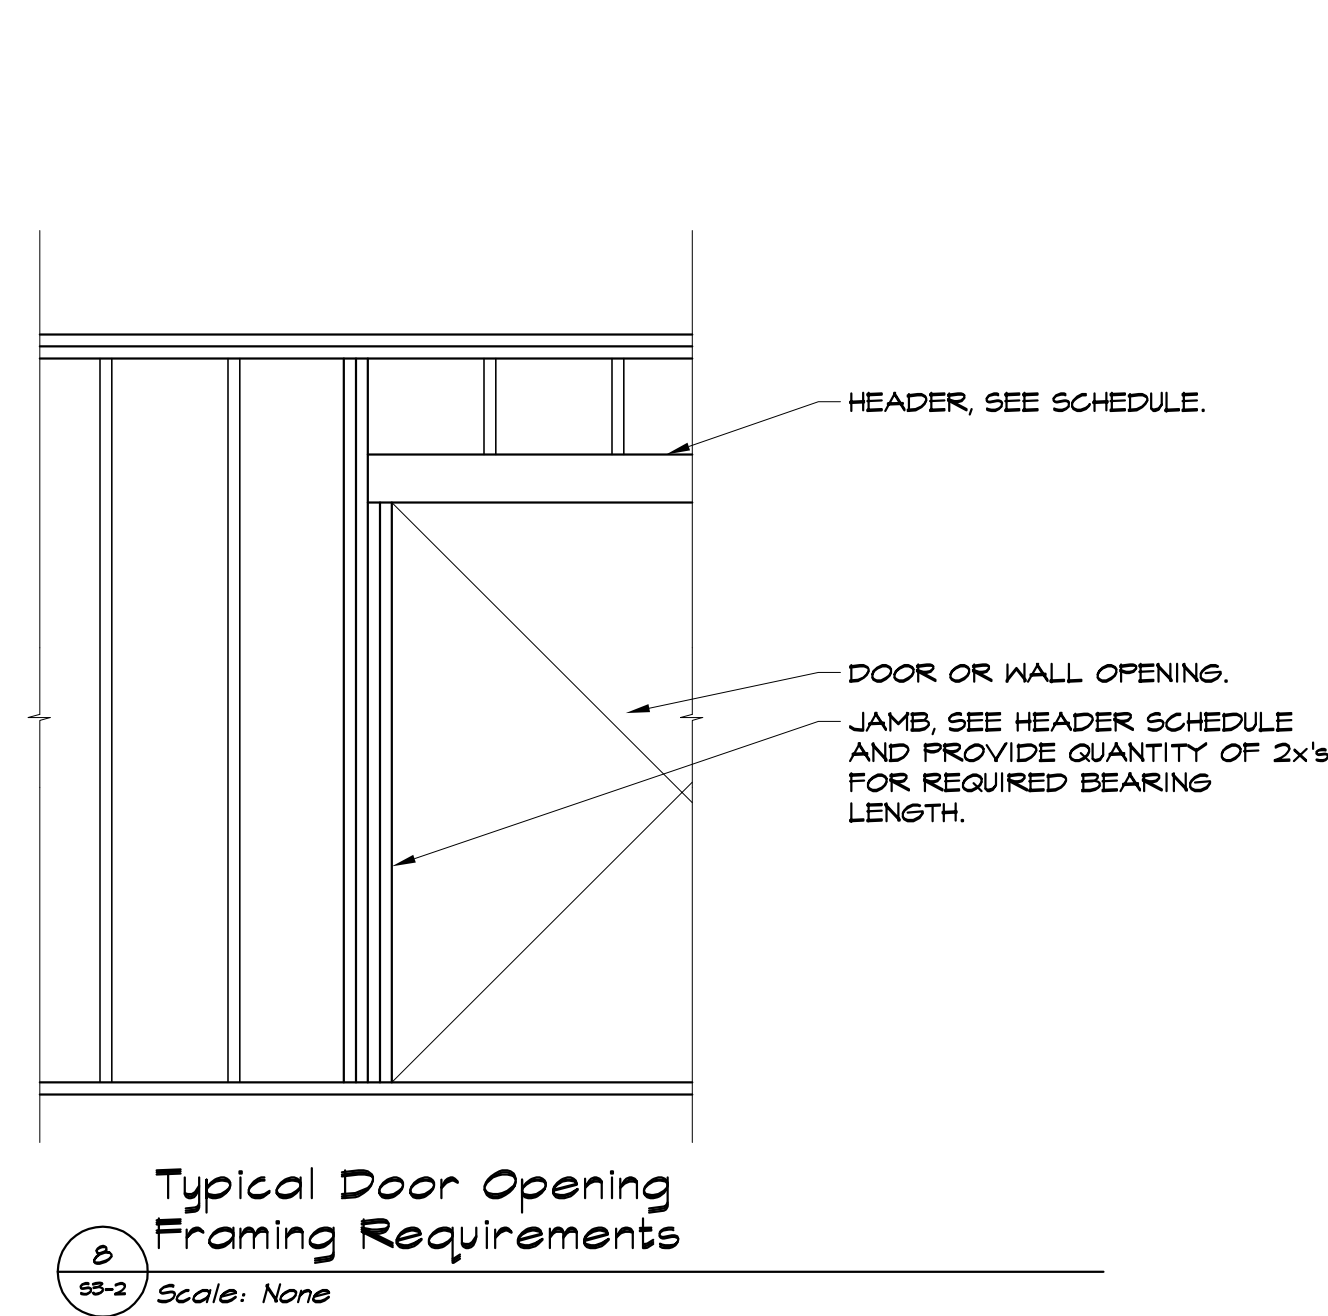 HEADER, SEE SCHEDULE.
DOOR OR WALL OPENING.
JAMB, SEE HEADER SCHEDULE
AND PROVIDE QUANTITY OF 2x's
FOR REQUIRED BEARING
LENGTH.
Typical Door Opening
Framing Requirements
8
S3-2
Scale: None